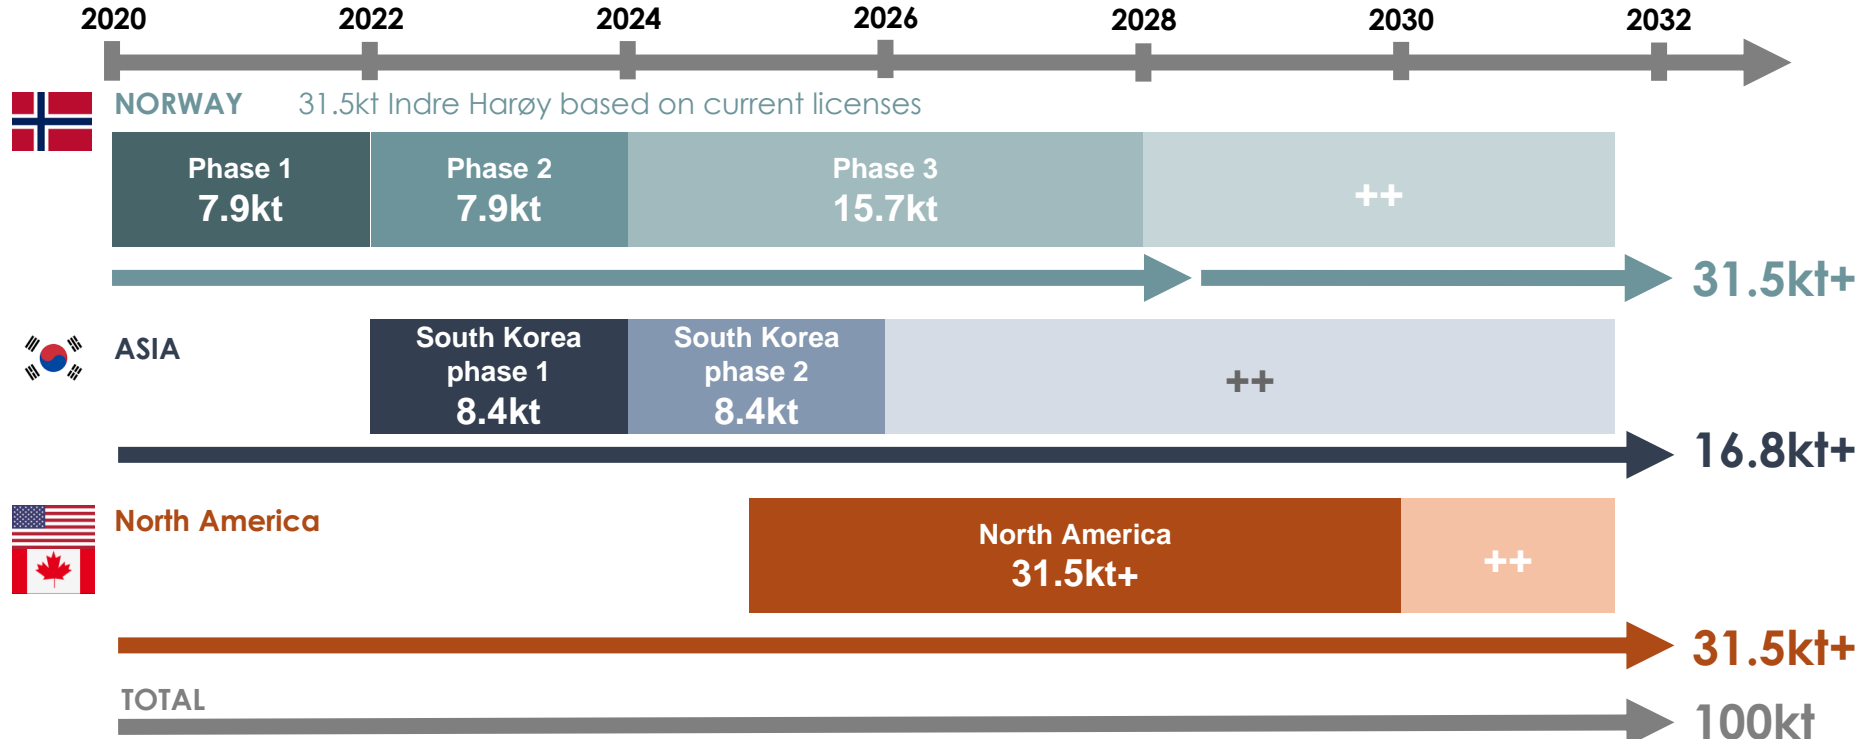 2020 2022 2024 2026 2028 2030 2032
NORWAY 31.5kt Indre Harøy based on current licenses
Phase 1
7.9kt
Phase 2
7.9kt
Phase 3
15.7kt
++
31.5kt+
ASIA
South Korea
phase 1
8.4kt
South Korea
phase 2
8.4kt
++
16.8kt+
North America
North America
31.5kt+
++
31.5kt+
TOTAL
100kt